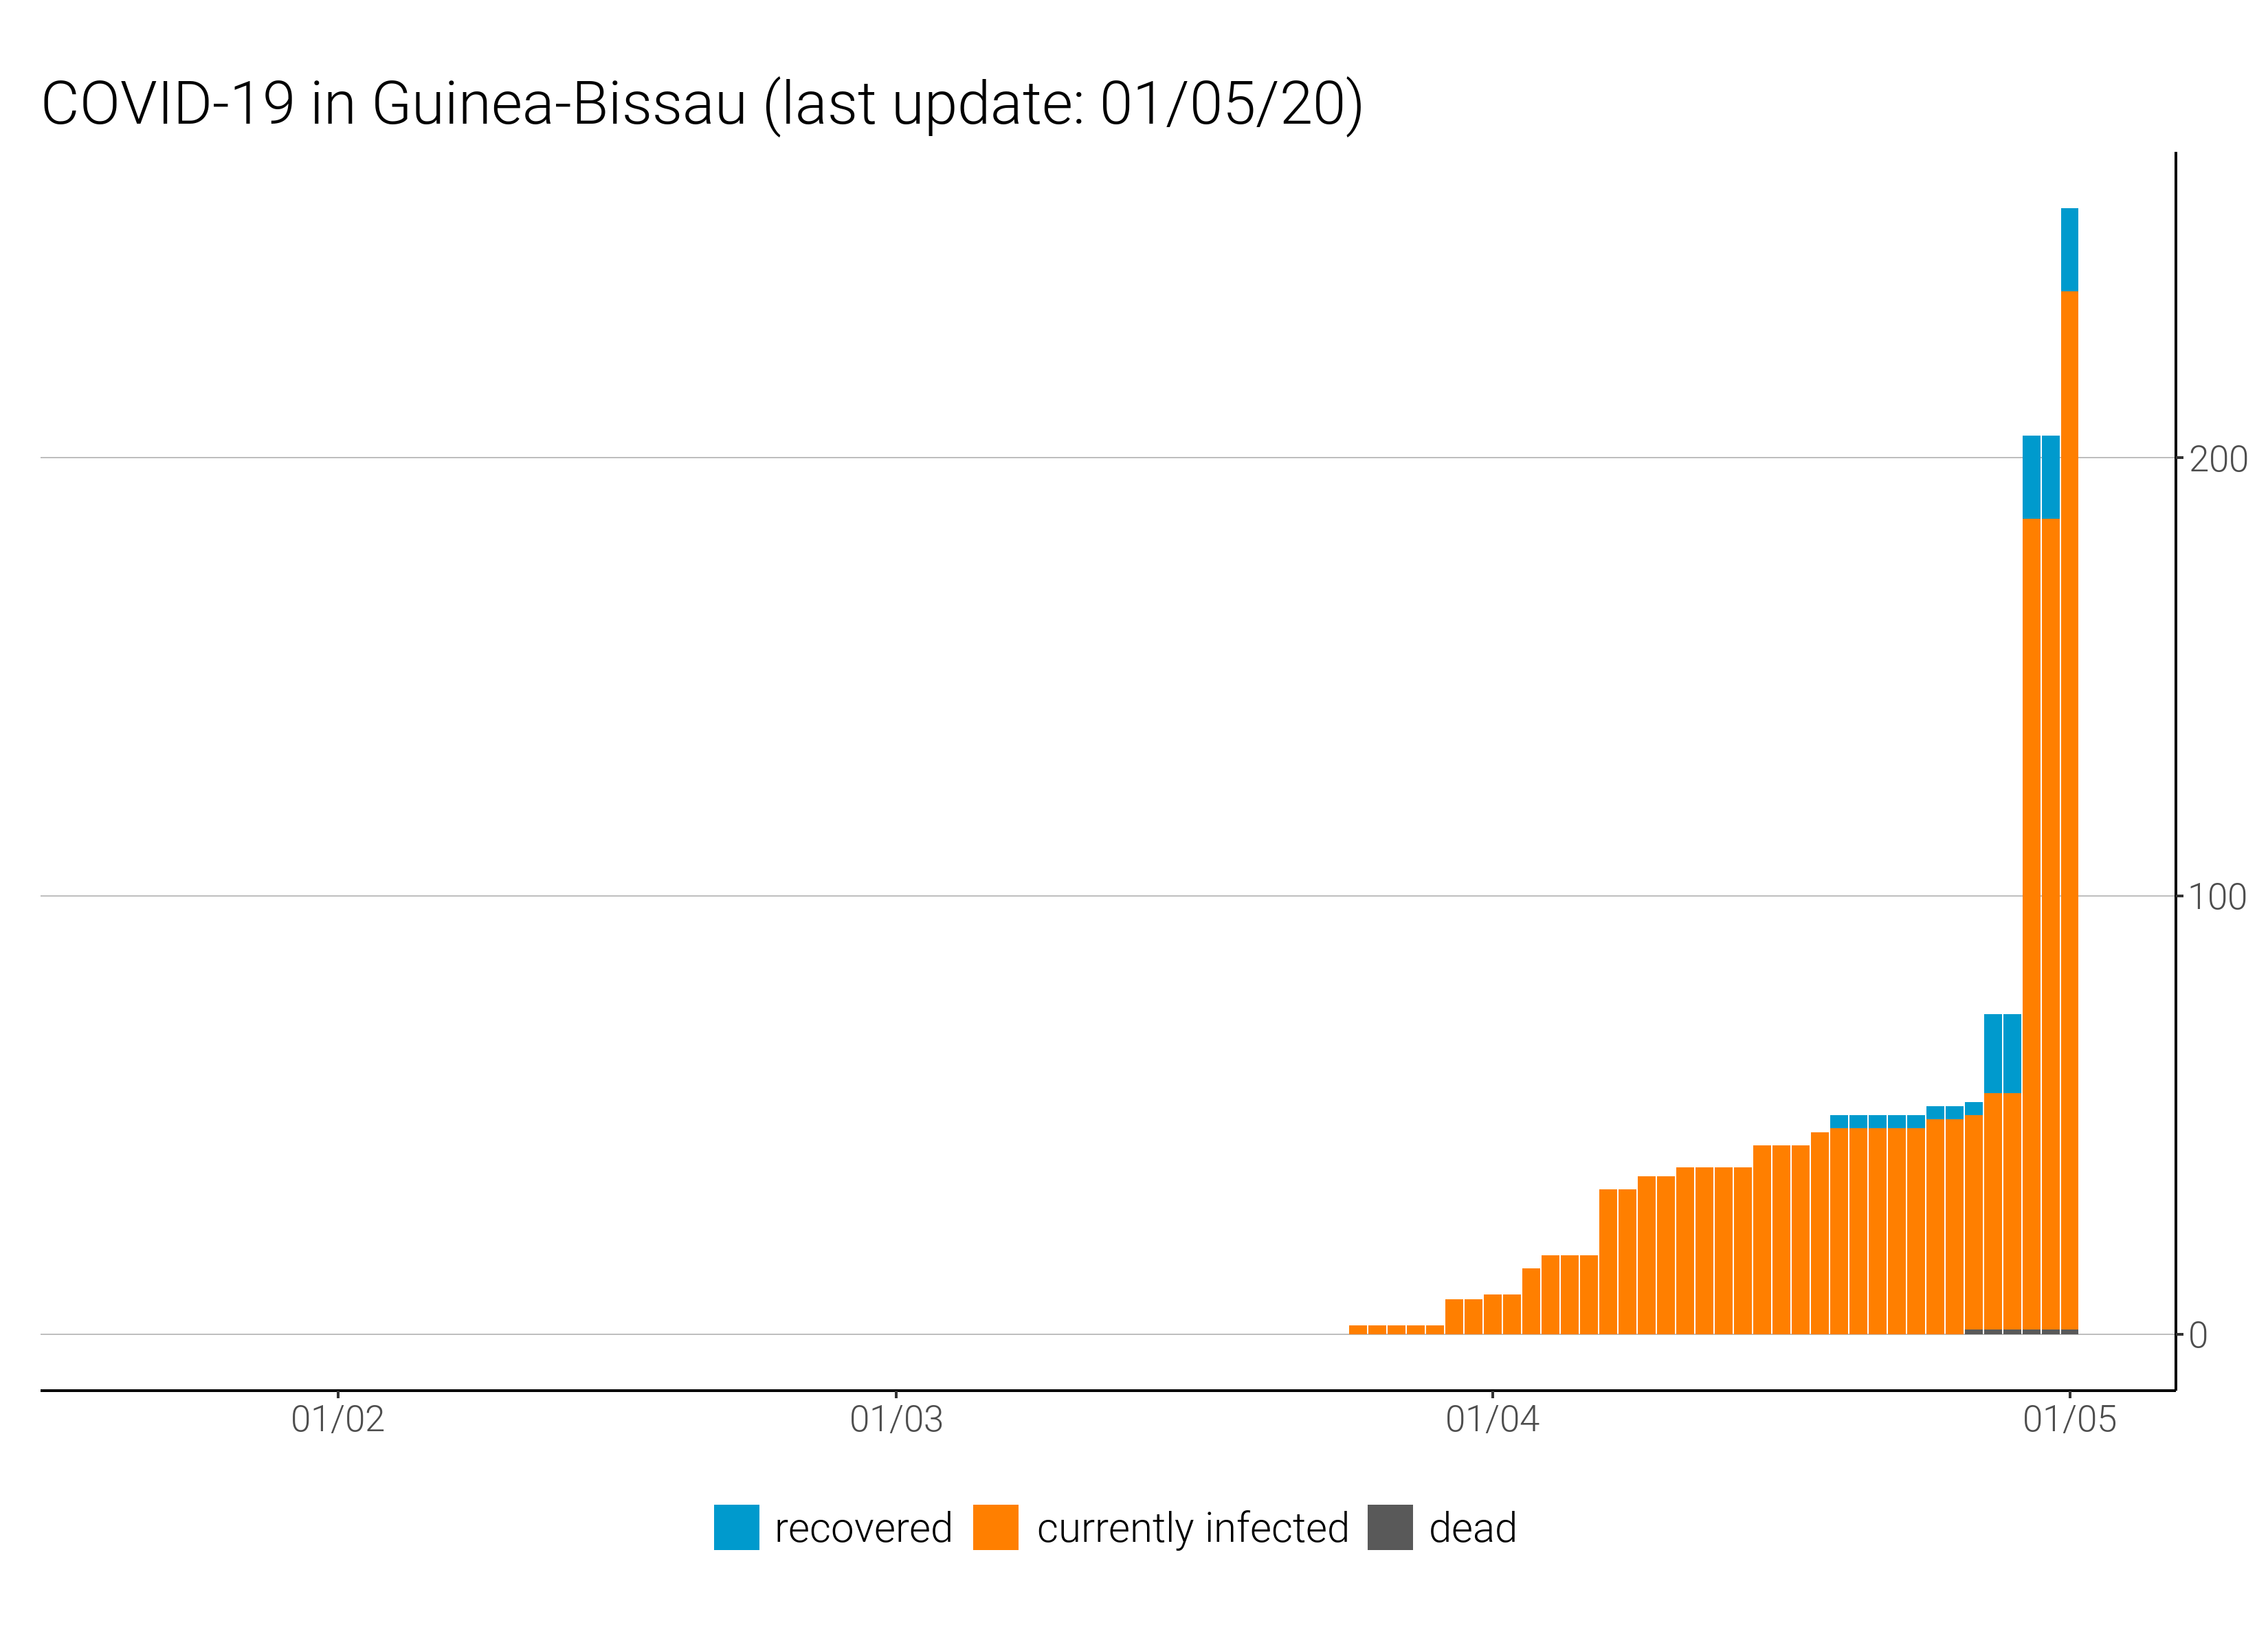 COVID-19 in Guinea-Bissau (last update: 01/05/20)
200
100
0
01/02 01/03 01/04 01/05
recovered currently infected dead